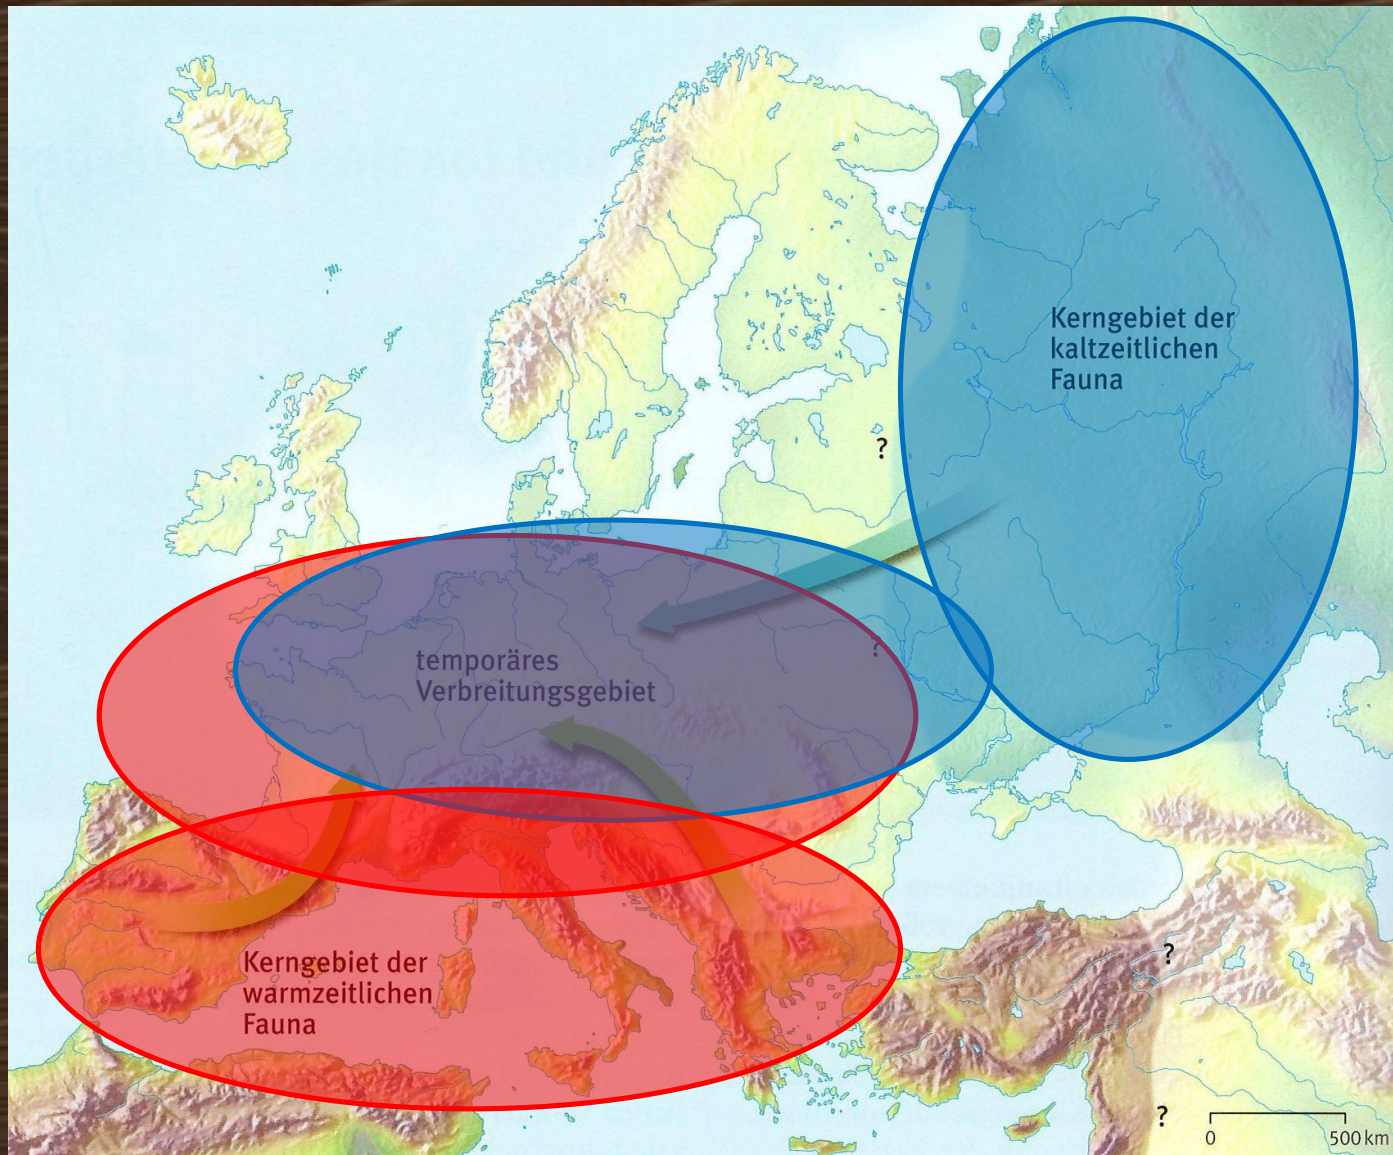 Kerngebiet der
kaltzeitlichen
Fauna
?
?
temporäres
Verbreitungsgebiet
Kerngebiet der
warmzeitlichen
Fauna
?
?
0 500 km